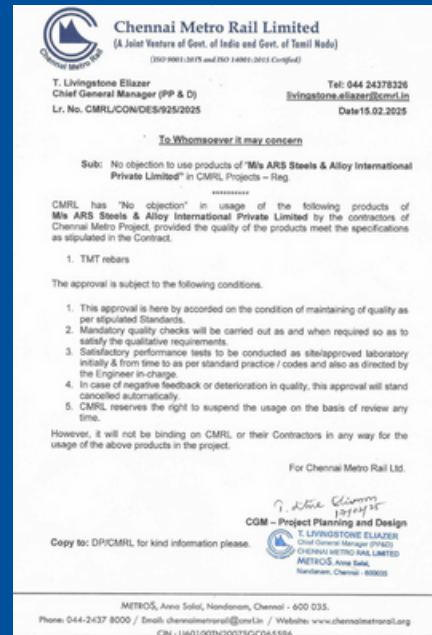 Chennai Metro Rail Limited
(A Joint Venture of Govt. of India and Govt. of Tamil Nadu)
(ISO 9001:2015 and ISO 14001:2015 Certified)
Chennai Metro Rail
T. Livingstone Eliazer
Chief General Manager (PP & D)
Lr. No. CMRL/CON/DES/925/2025
Tel: 044 24378326
livingstone.eliazer@cmrl.in
Date15.02.2025
To Whomsoever it may concern
Sub: No objection to use products of "M/s ARS Steels & Alloy International
Private Limited" in CMRL Projects – Reg.
**********
CMRL has "No objection" in usage of the following products of
M/s ARS Steels & Alloy International Private Limited by the contractors of
Chennai Metro Project, provided the quality of the products meet the specifications
as stipulated in the Contract.
1. TMT rebars
The approval is subject to the following conditions.
1. This approval is here by accorded on the condition of maintaining of quality as
per stipulated Standards.
2. Mandatory quality checks will be carried out as and when required so as to
satisfy the qualitative requirements.
3. Satisfactory performance tests to be conducted as site/approved laboratory
initially & from time to as per standard practice / codes and also as directed by
the Engineer in-charge.
4. In case of negative feedback or deterioration in quality, this approval will stand
cancelled automatically.
5. CMRL reserves the right to suspend the usage on the basis of review any
time.
However, it will not be binding on CMRL or their Contractors in any way for the
usage of the above products in the project.
For Chennai Metro Rail Ltd.
CGM – Project Planning and Design
T. LIVINGSTONE ELIAZER
Chief General Manager (PP&D)
CHENNAI METRO RAIL LIMITED
METROS, Anna Salai,
Nandanam, Chennai - 600035
Copy to: DP/CMRL for kind information please.
METROS, Anna Salai, Nandanam, Chennai - 600 035.
Phone: 044-2437 8000 / Email: chennaimetrorail@cmrl.in / Website: www.chennaimetrorail.org
CIN - U60100TN2007SGC065596